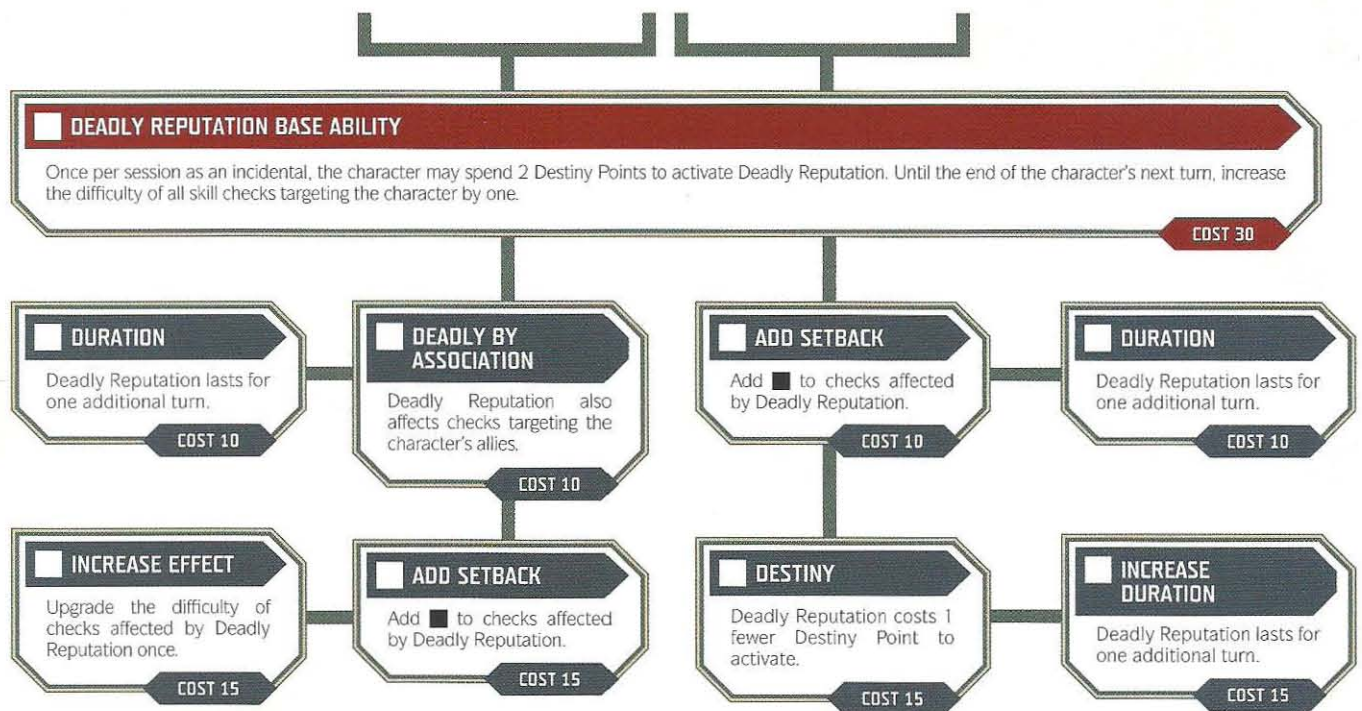 DEADLY REPUTATION BASE ABILITY
Once per session as an incidental, the character may spend 2 Destiny Points to activate Deadly Reputation. Until the end of the character's next turn, increase
the difficulty of all skill checks targeting the character by one.
COST 30
DURATION
Deadly Reputation lasts for
one additional turn.
COST 10
DEADLY BY
ASSOCIATION
Deadly Reputation also
affects checks targeting the
character's allies.
COST 10
ADD SETBACK
Add ■ to checks affected
by Deadly Reputation.
COST 10
DURATION
Deadly Reputation lasts for
one additional turn.
COST 10
INCREASE EFFECT
Upgrade the difficulty of
checks affected by Deadly
Reputation once.
COST 15
ADD SETBACK
Add ■ to checks affected
by Deadly Reputation.
COST 15
DESTINY
Deadly Reputation costs 1
fewer Destiny Point to
activate.
COST 15
INCREASE
DURATION
Deadly Reputation lasts for
one additional turn.
COST 15